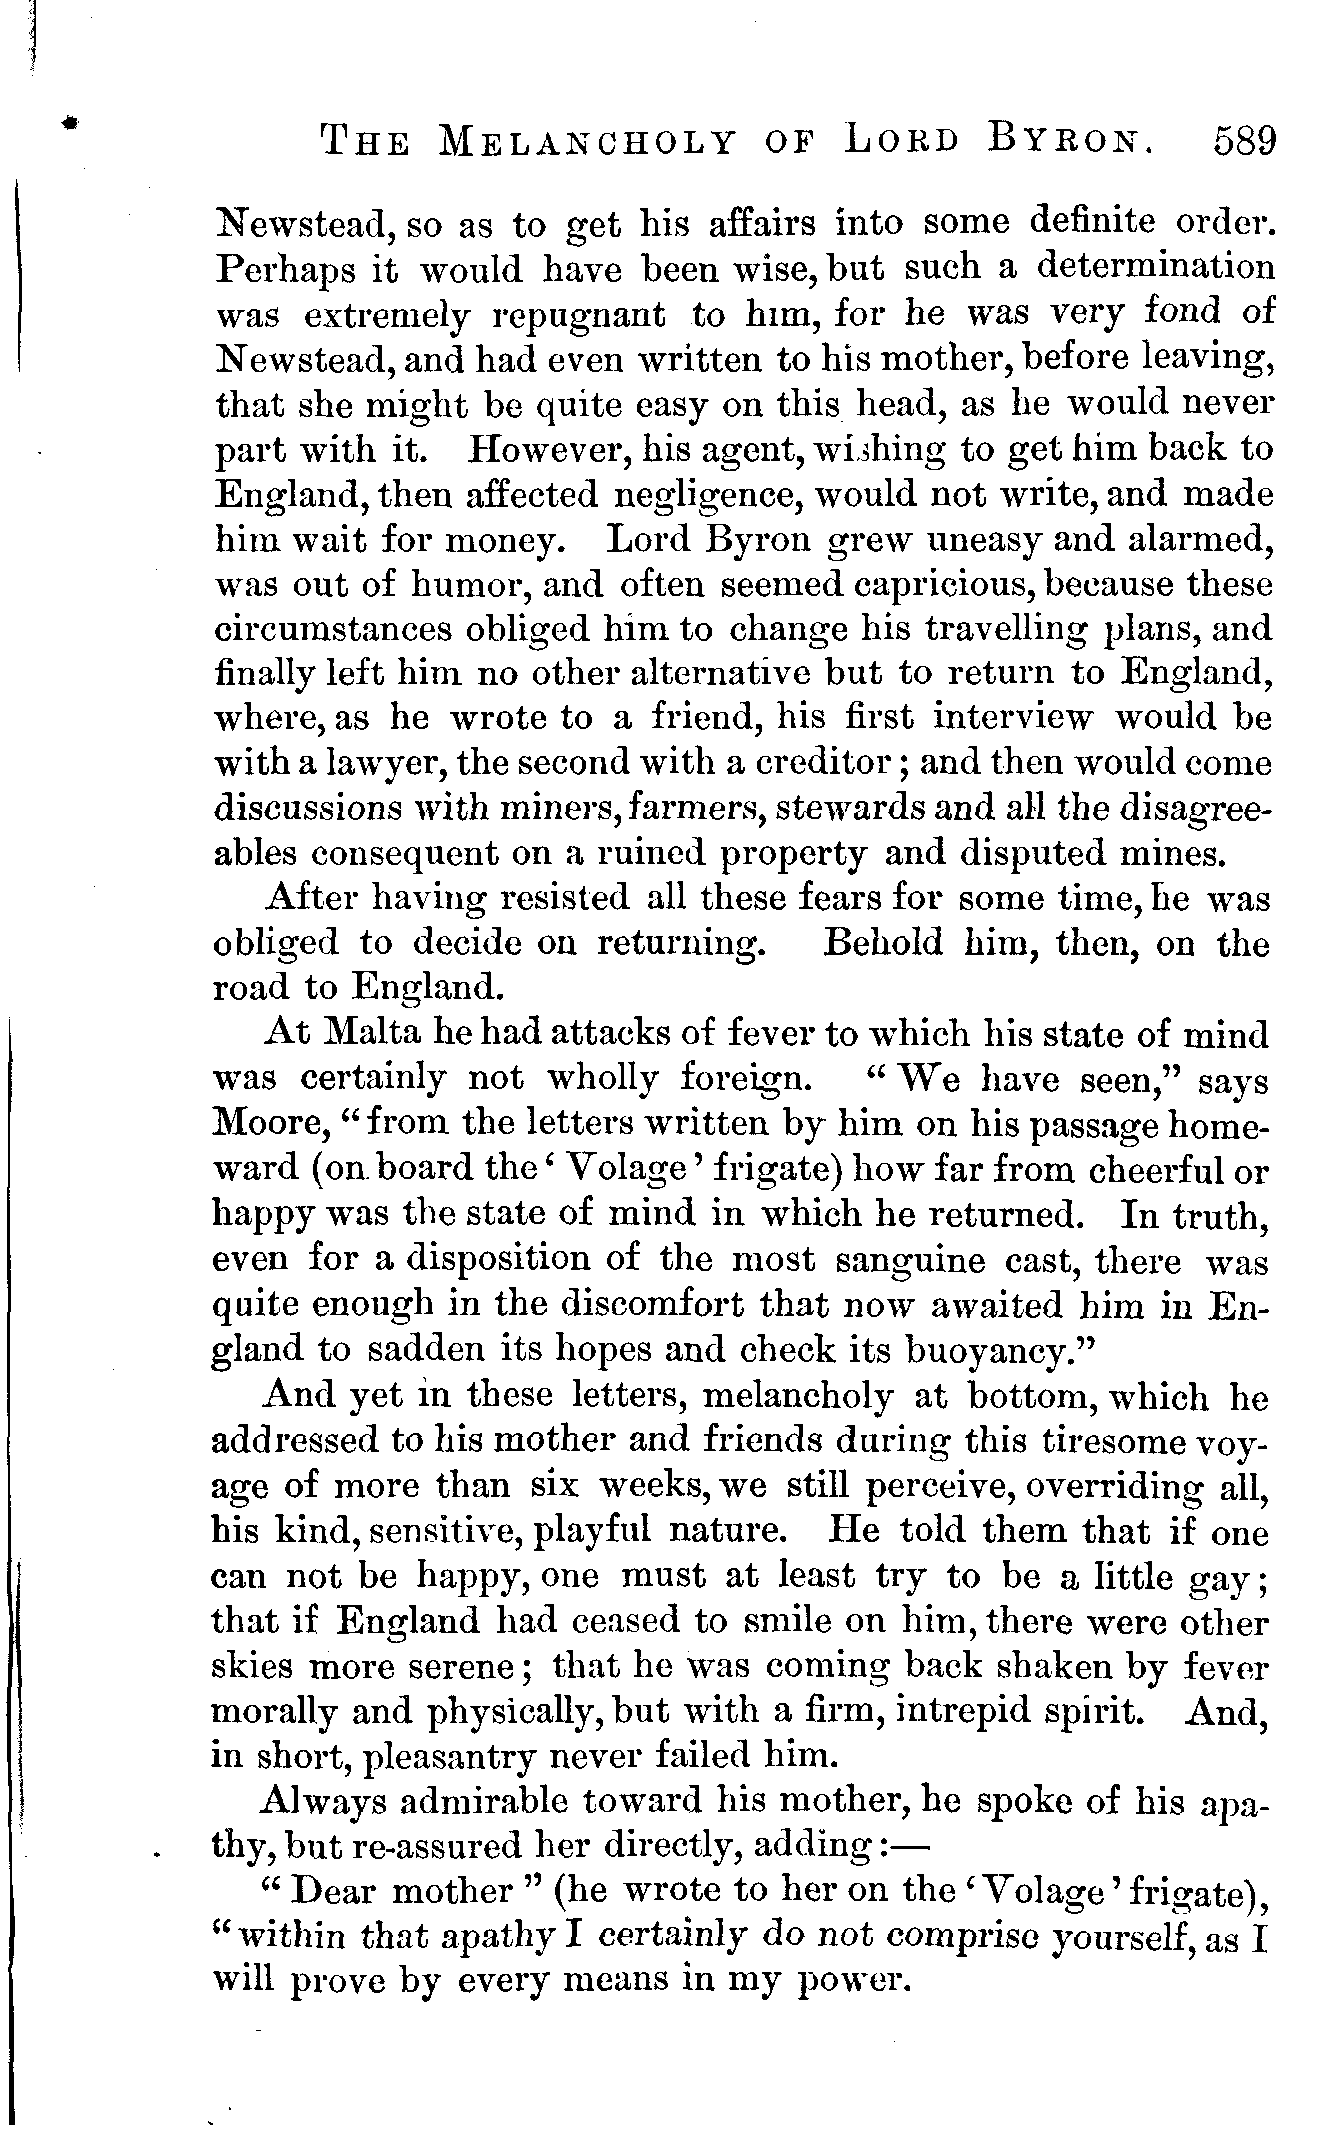 THE MELANCHOLY OF LORD BYRON. 589
Newstead, so as to get his affairs into some definite order.
Perhaps it would have been wise, but such a determination
was extremely repugnant to him, for he was very fond of
Newstead, and had even written to his mother, before leaving,
that she might be quite easy on this head, as he would never
part with it. However, his agent, wishing to get him back to
England, then affected negligence, would not write, and made
him wait for money. Lord Byron grew uneasy and alarmed,
was out of humor, and often seemed capricious, because these
circumstances obliged him to change his travelling plans, and
finally left him no other alternative but to return to England,
where, as he wrote to a friend, his first interview would be
with a lawyer, the second with a creditor; and then would come
discussions with miners, farmers, stewards and all the disagree-
ables consequent on a ruined property and disputed mines.
After having resisted all these fears for some time, he was
obliged to decide on returning. Behold him, then, on the
road to England.
At Malta he had attacks of fever to which his state of mind
was certainly not wholly foreign. "We have seen," says
Moore, "from the letters written by him on his passage home-
ward (on board the 'Volage' frigate) how far from cheerful or
happy was the state of mind in which he returned. In truth,
even for a disposition of the most sanguine cast, there was
quite enough in the discomfort that now awaited him in En-
gland to sadden its hopes and check its buoyancy."
And yet in these letters, melancholy at bottom, which he
addressed to his mother and friends during this tiresome voy-
age of more than six weeks, we still perceive, overriding all,
his kind, sensitive, playful nature. He told them that if one
can not be happy, one must at least try to be a little gay;
that if England had ceased to smile on him, there were other
skies more serene; that he was coming back shaken by fever
morally and physically, but with a firm, intrepid spirit. And,
in short, pleasantry never failed him.
Always admirable toward his mother, he spoke of his apa-
thy, but re-assured her directly, adding:—
"Dear mother" (he wrote to her on the 'Volage' frigate),
"within that apathy I certainly do not comprise yourself, as I
will prove by every means in my power.